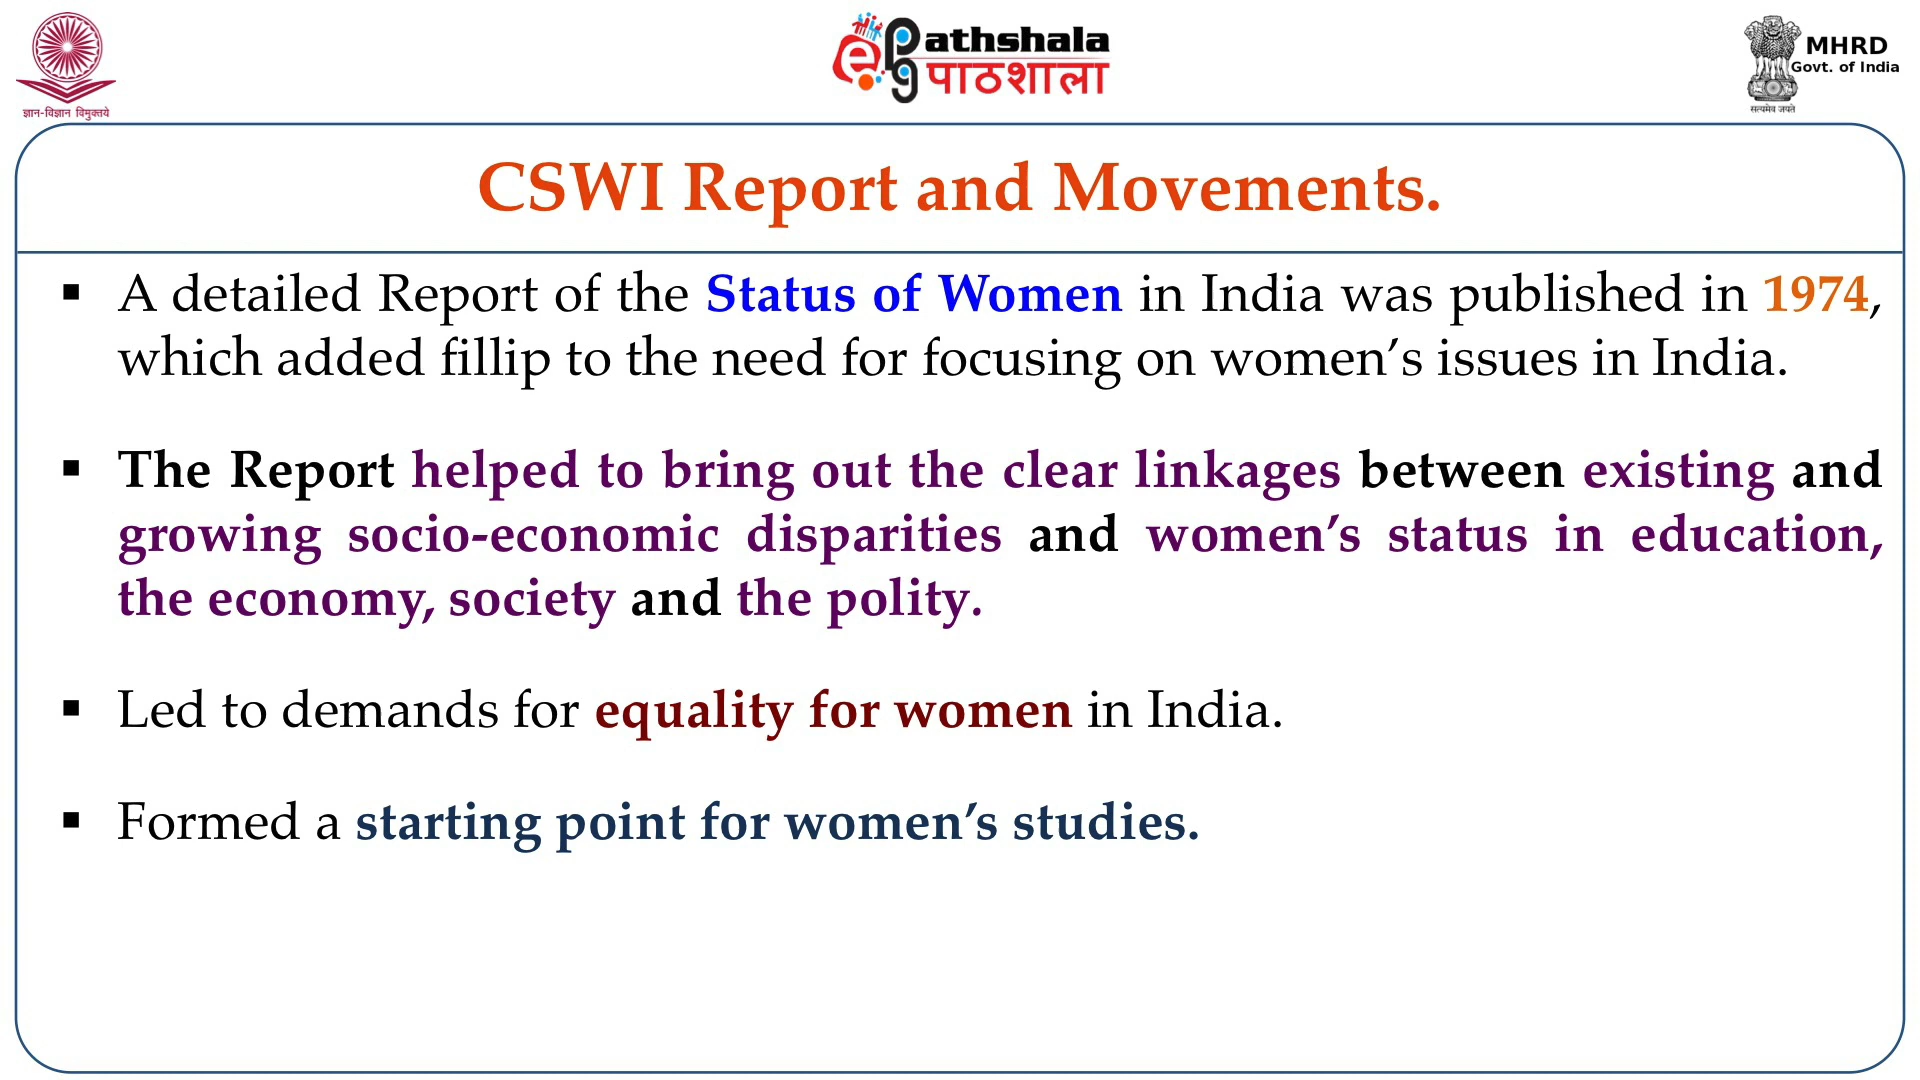 ज्ञान-विज्ञान विमुक्तये
ePathshala
पाठशाला
MHRD
Govt. of India
सत्यमेव जयते
CSWI Report and Movements.
▪ A detailed Report of the Status of Women in India was published in 1974,
which added fillip to the need for focusing on women’s issues in India.
▪ The Report helped to bring out the clear linkages between existing and
growing socio-economic disparities and women’s status in education,
the economy, society and the polity.
▪ Led to demands for equality for women in India.
▪ Formed a starting point for women’s studies.